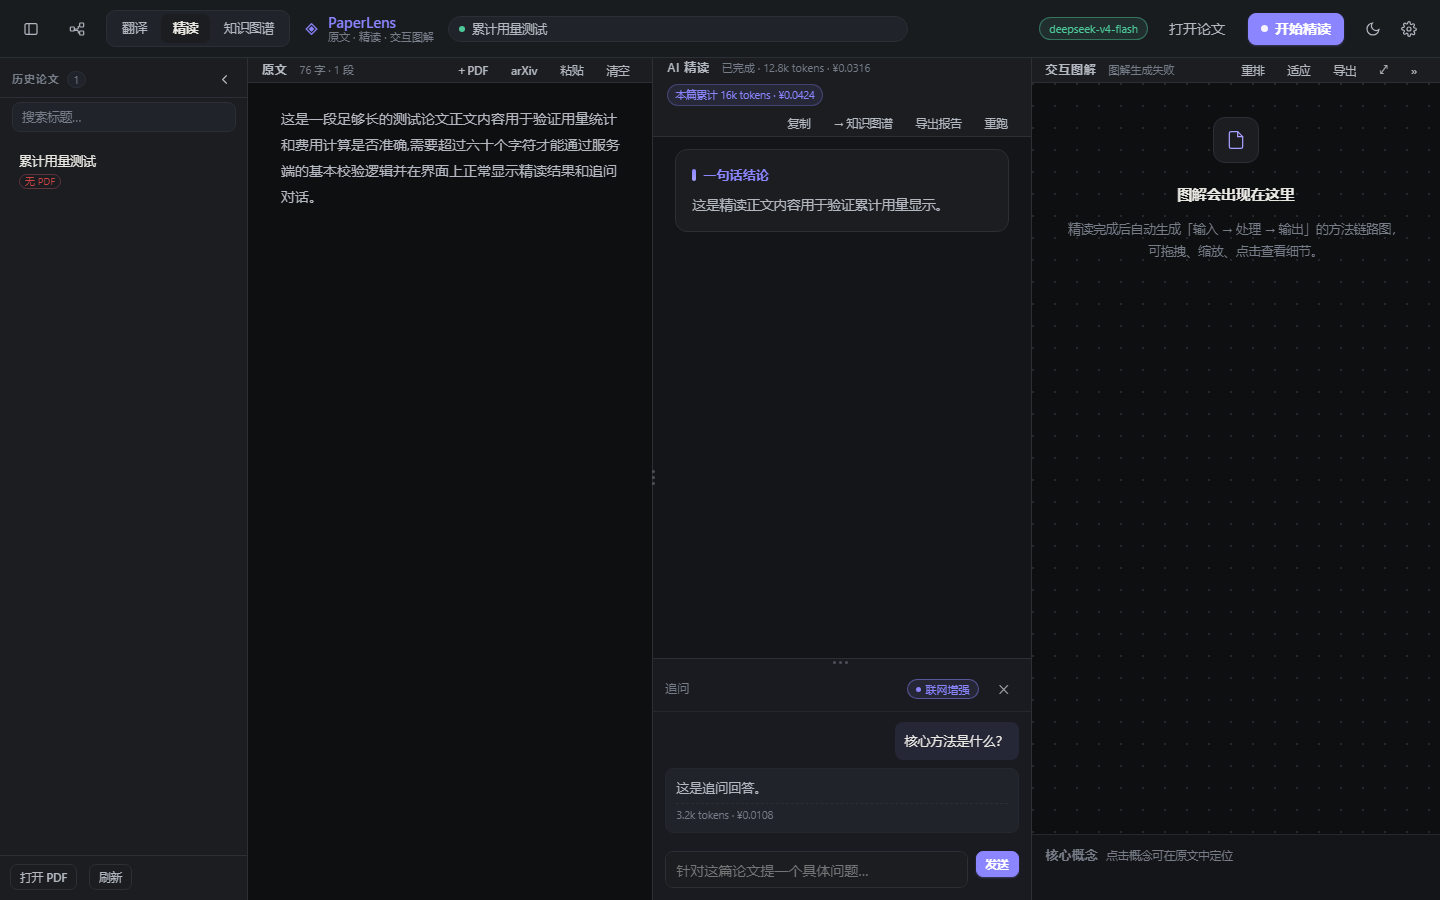 翻译
精读
知识图谱
PaperLens
原文 · 精读 · 交互图解
累计用量测试
deepseek-v4-flash
打开论文
开始精读
历史论文 1
搜索标题...
累计用量测试
无 PDF
打开 PDF
刷新
原文 76 字 · 1 段
+ PDF
arXiv
粘贴
清空
这是一段足够长的测试论文正文内容用于验证用量统计
和费用计算是否准确,需要超过六十个字符才能通过服务
端的基本校验逻辑并在界面上正常显示精读结果和追问
对话。
AI 精读 已完成 · 12.8k tokens · ¥0.0316
本篇累计 16k tokens · ¥0.0424
复制
→ 知识图谱
导出报告
重跑
一句话结论
这是精读正文内容用于验证累计用量显示。
追问
联网增强
核心方法是什么?
这是追问回答。
3.2k tokens · ¥0.0108
针对这篇论文提一个具体问题...
发送
交互图解 图解生成失败
重排
适应
导出
»
图解会出现在这里
精读完成后自动生成「输入 → 处理 → 输出」的方法链路图，
可拖拽、缩放、点击查看细节。
核心概念 点击概念可在原文中定位